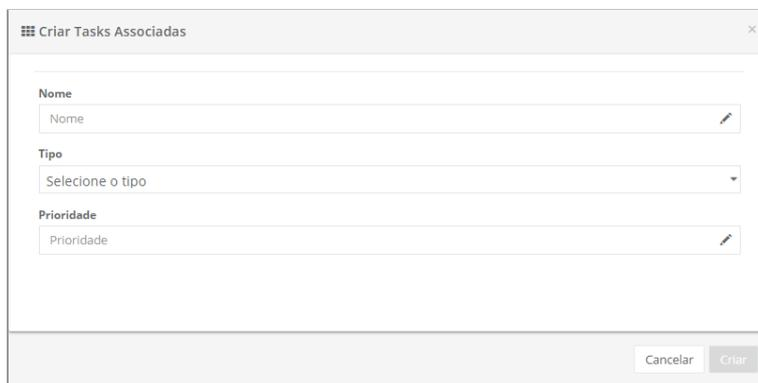 Criar Tasks Associadas
×
Nome
Nome
Tipo
Selecione o tipo
Prioridade
Prioridade
Cancelar Criar